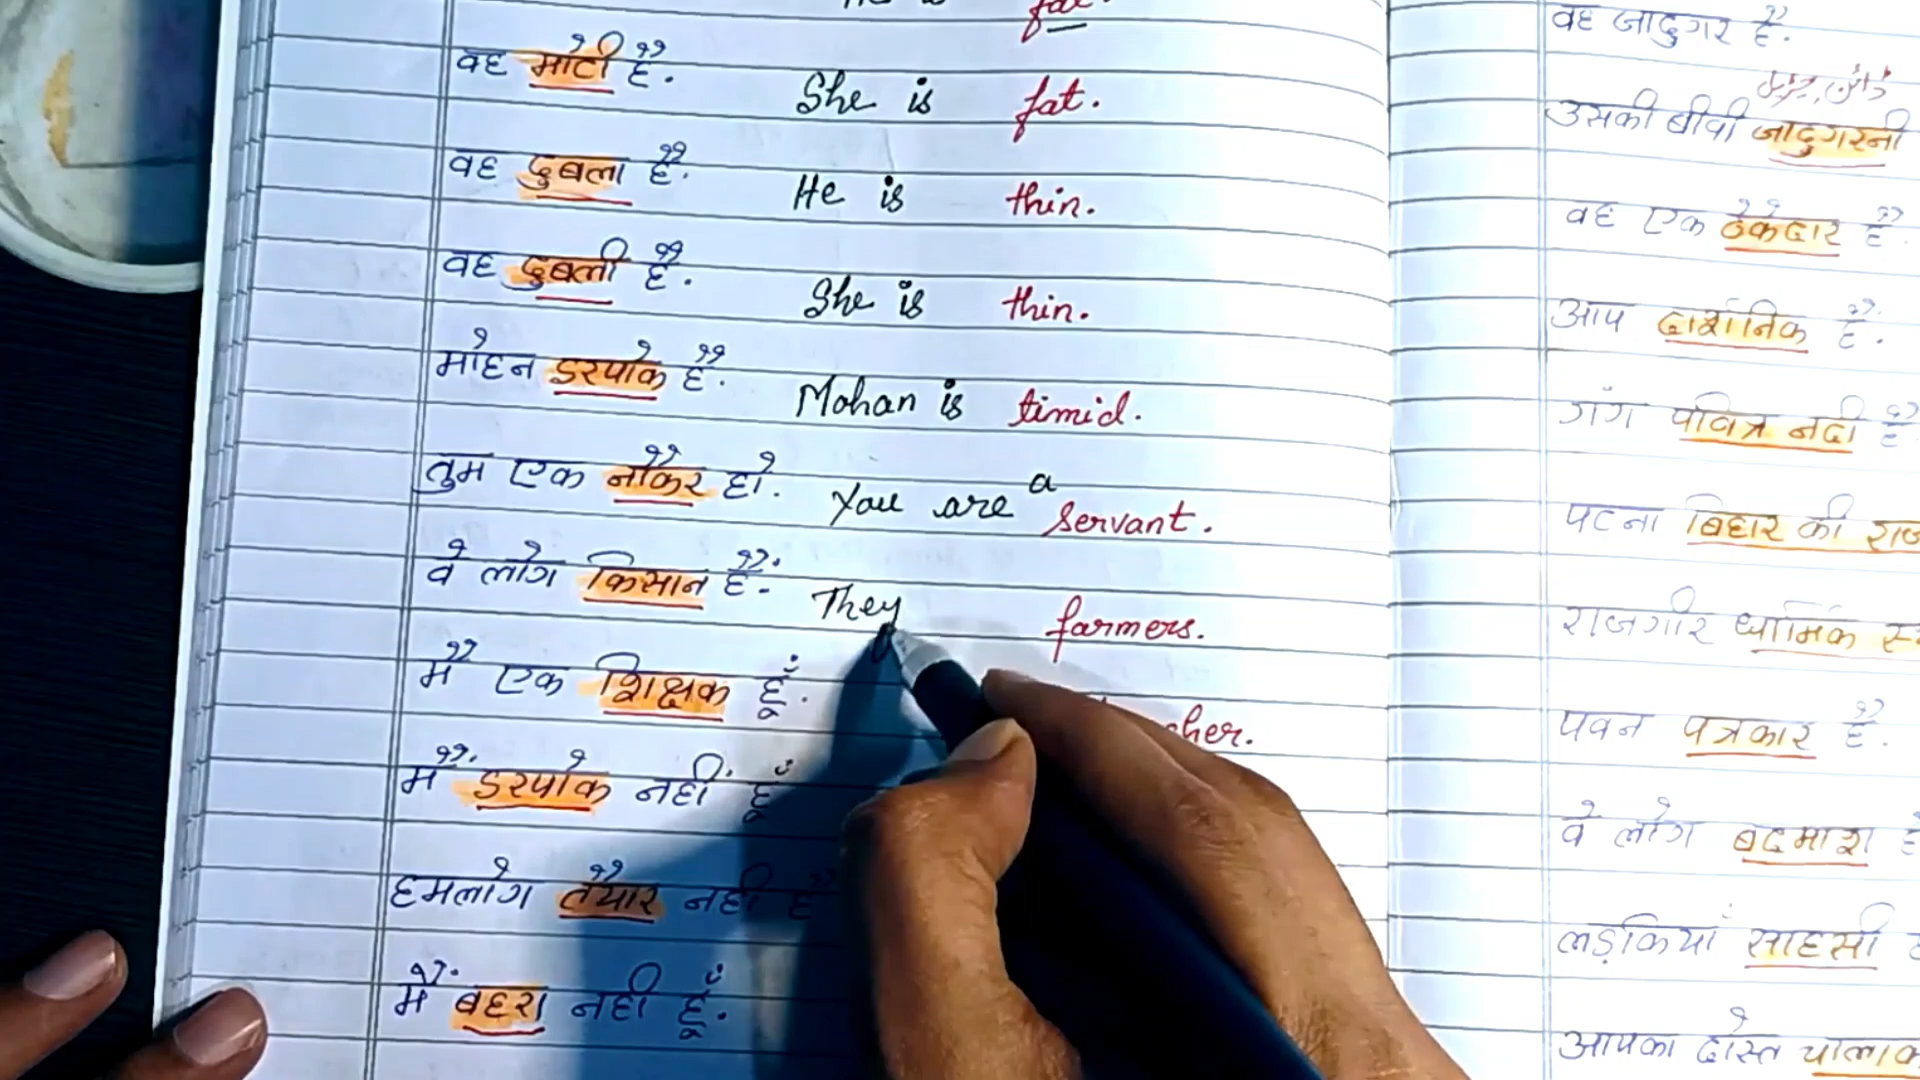 वह मोटी है. She is fat.
वह दुबला है. He is thin.
वह दुबली है. She is thin.
मोहन डरपोक है. Mohan is timid.
तुम एक नौकर हो. You are a servant.
वे लोग किसान हैं. They farmers.
मैं एक शिक्षक हूँ.
मैं डरपोक नहीं हूँ
हमलोग तैयार नहीं
मैं बहरा नहीं हूँ.
वह जादुगर है.
उसकी बीवी जादुगरनी
वह एक ठेकेदार है.
आप दार्शनिक हैं.
गंग पवित्र नदी है
पटना बिहार की
राजगीर धार्मिक
पवन पत्रकार है.
वे लोग बदमाश
लड़कियाँ साहसी
आपका दोस्त